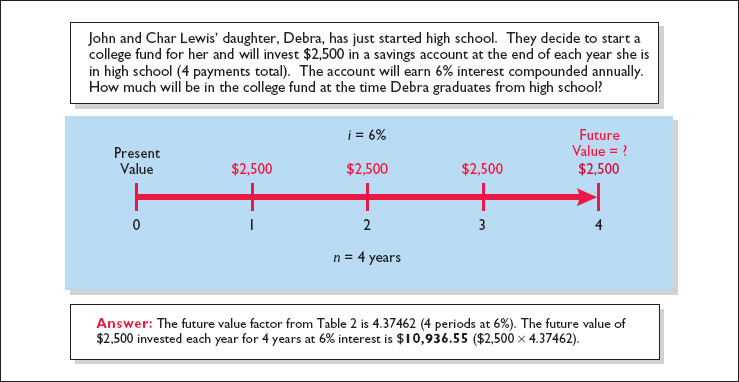 John and Char Lewis' daughter, Debra, has just started high school. They decide to start a
college fund for her and will invest $2,500 in a savings account at the end of each year she is
in high school (4 payments total). The account will earn 6% interest compounded annually.
How much will be in the college fund at the time Debra graduates from high school?
i = 6%
Future
Present
Value = ?
Value $2,500 $2,500 $2,500 $2,500
0 1 2 3 4
n = 4 years
Answer: The future value factor from Table 2 is 4.37462 (4 periods at 6%). The future value of
$2,500 invested each year for 4 years at 6% interest is $10,936.55 ($2,500 × 4.37462).